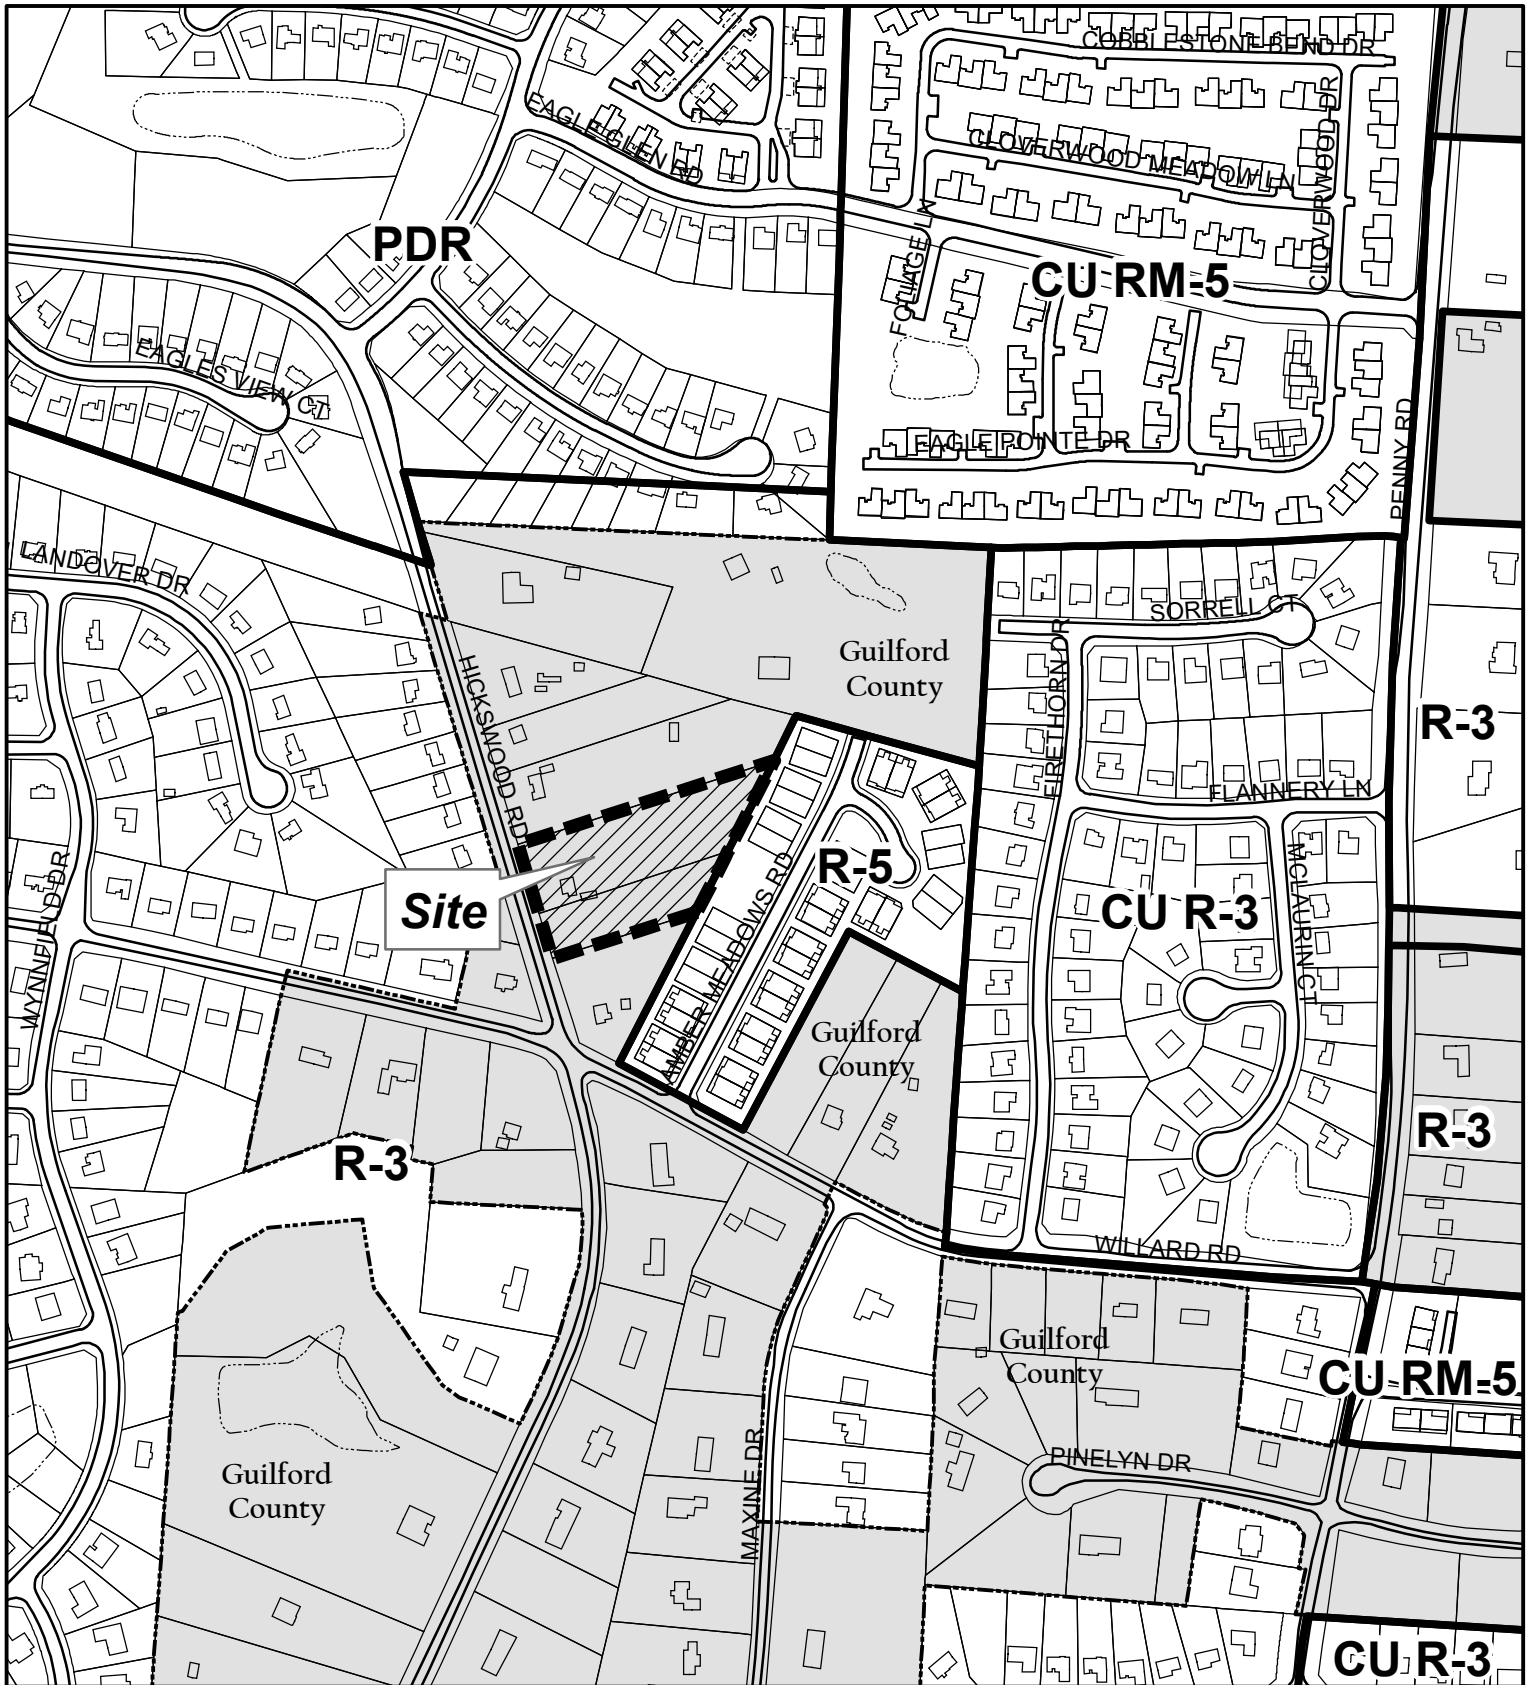 COBBLESTONE BEND DR
EAGLE GLEN RD
CLOVERWOOD MEADOW LN
CLOVERWOOD DR
FOLIAGE LN
PDR
CU RM-5
EAGLES VIEW CT
EAGLE POINTE DR
PENNY RD
LANDOVER DR
SORRELL CT
HICKSWOOD RD
Guilford
County
FIRETHORN DR
R-3
FLANNERY LN
WYNNFIELD DR
Site
R-5
AMBER MEADOWS RD
CU R-3
MCLAURIN CT
Guilford
County
R-3
R-3
WILLARD RD
Guilford
County
CU RM-5
Guilford
County
MAXINE DR
PINELYN DR
CU R-3